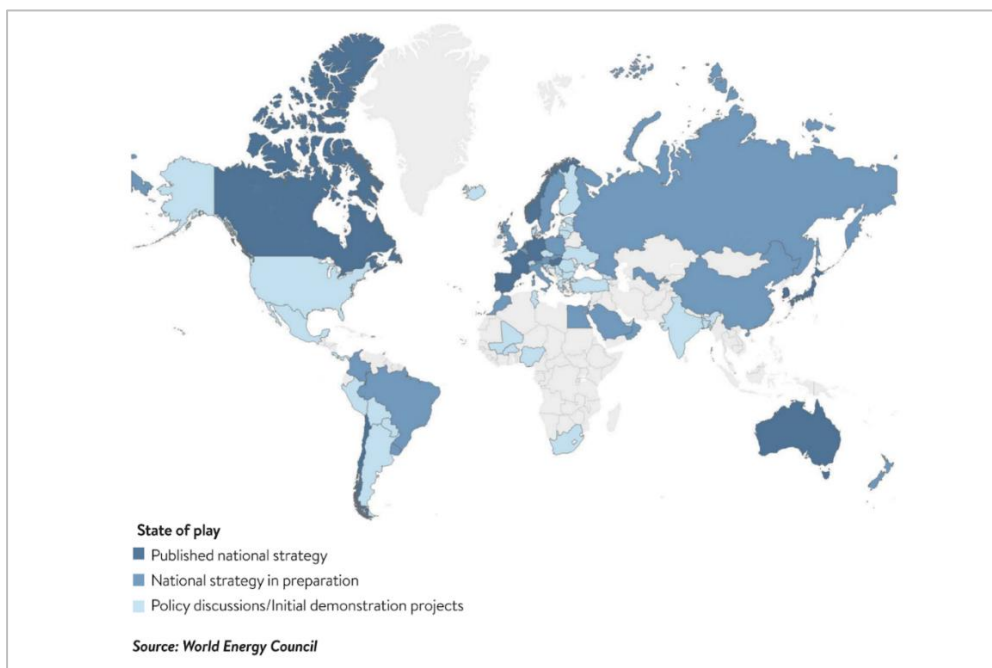 State of play
Published national strategy
National strategy in preparation
Policy discussions/Initial demonstration projects
Source: World Energy Council